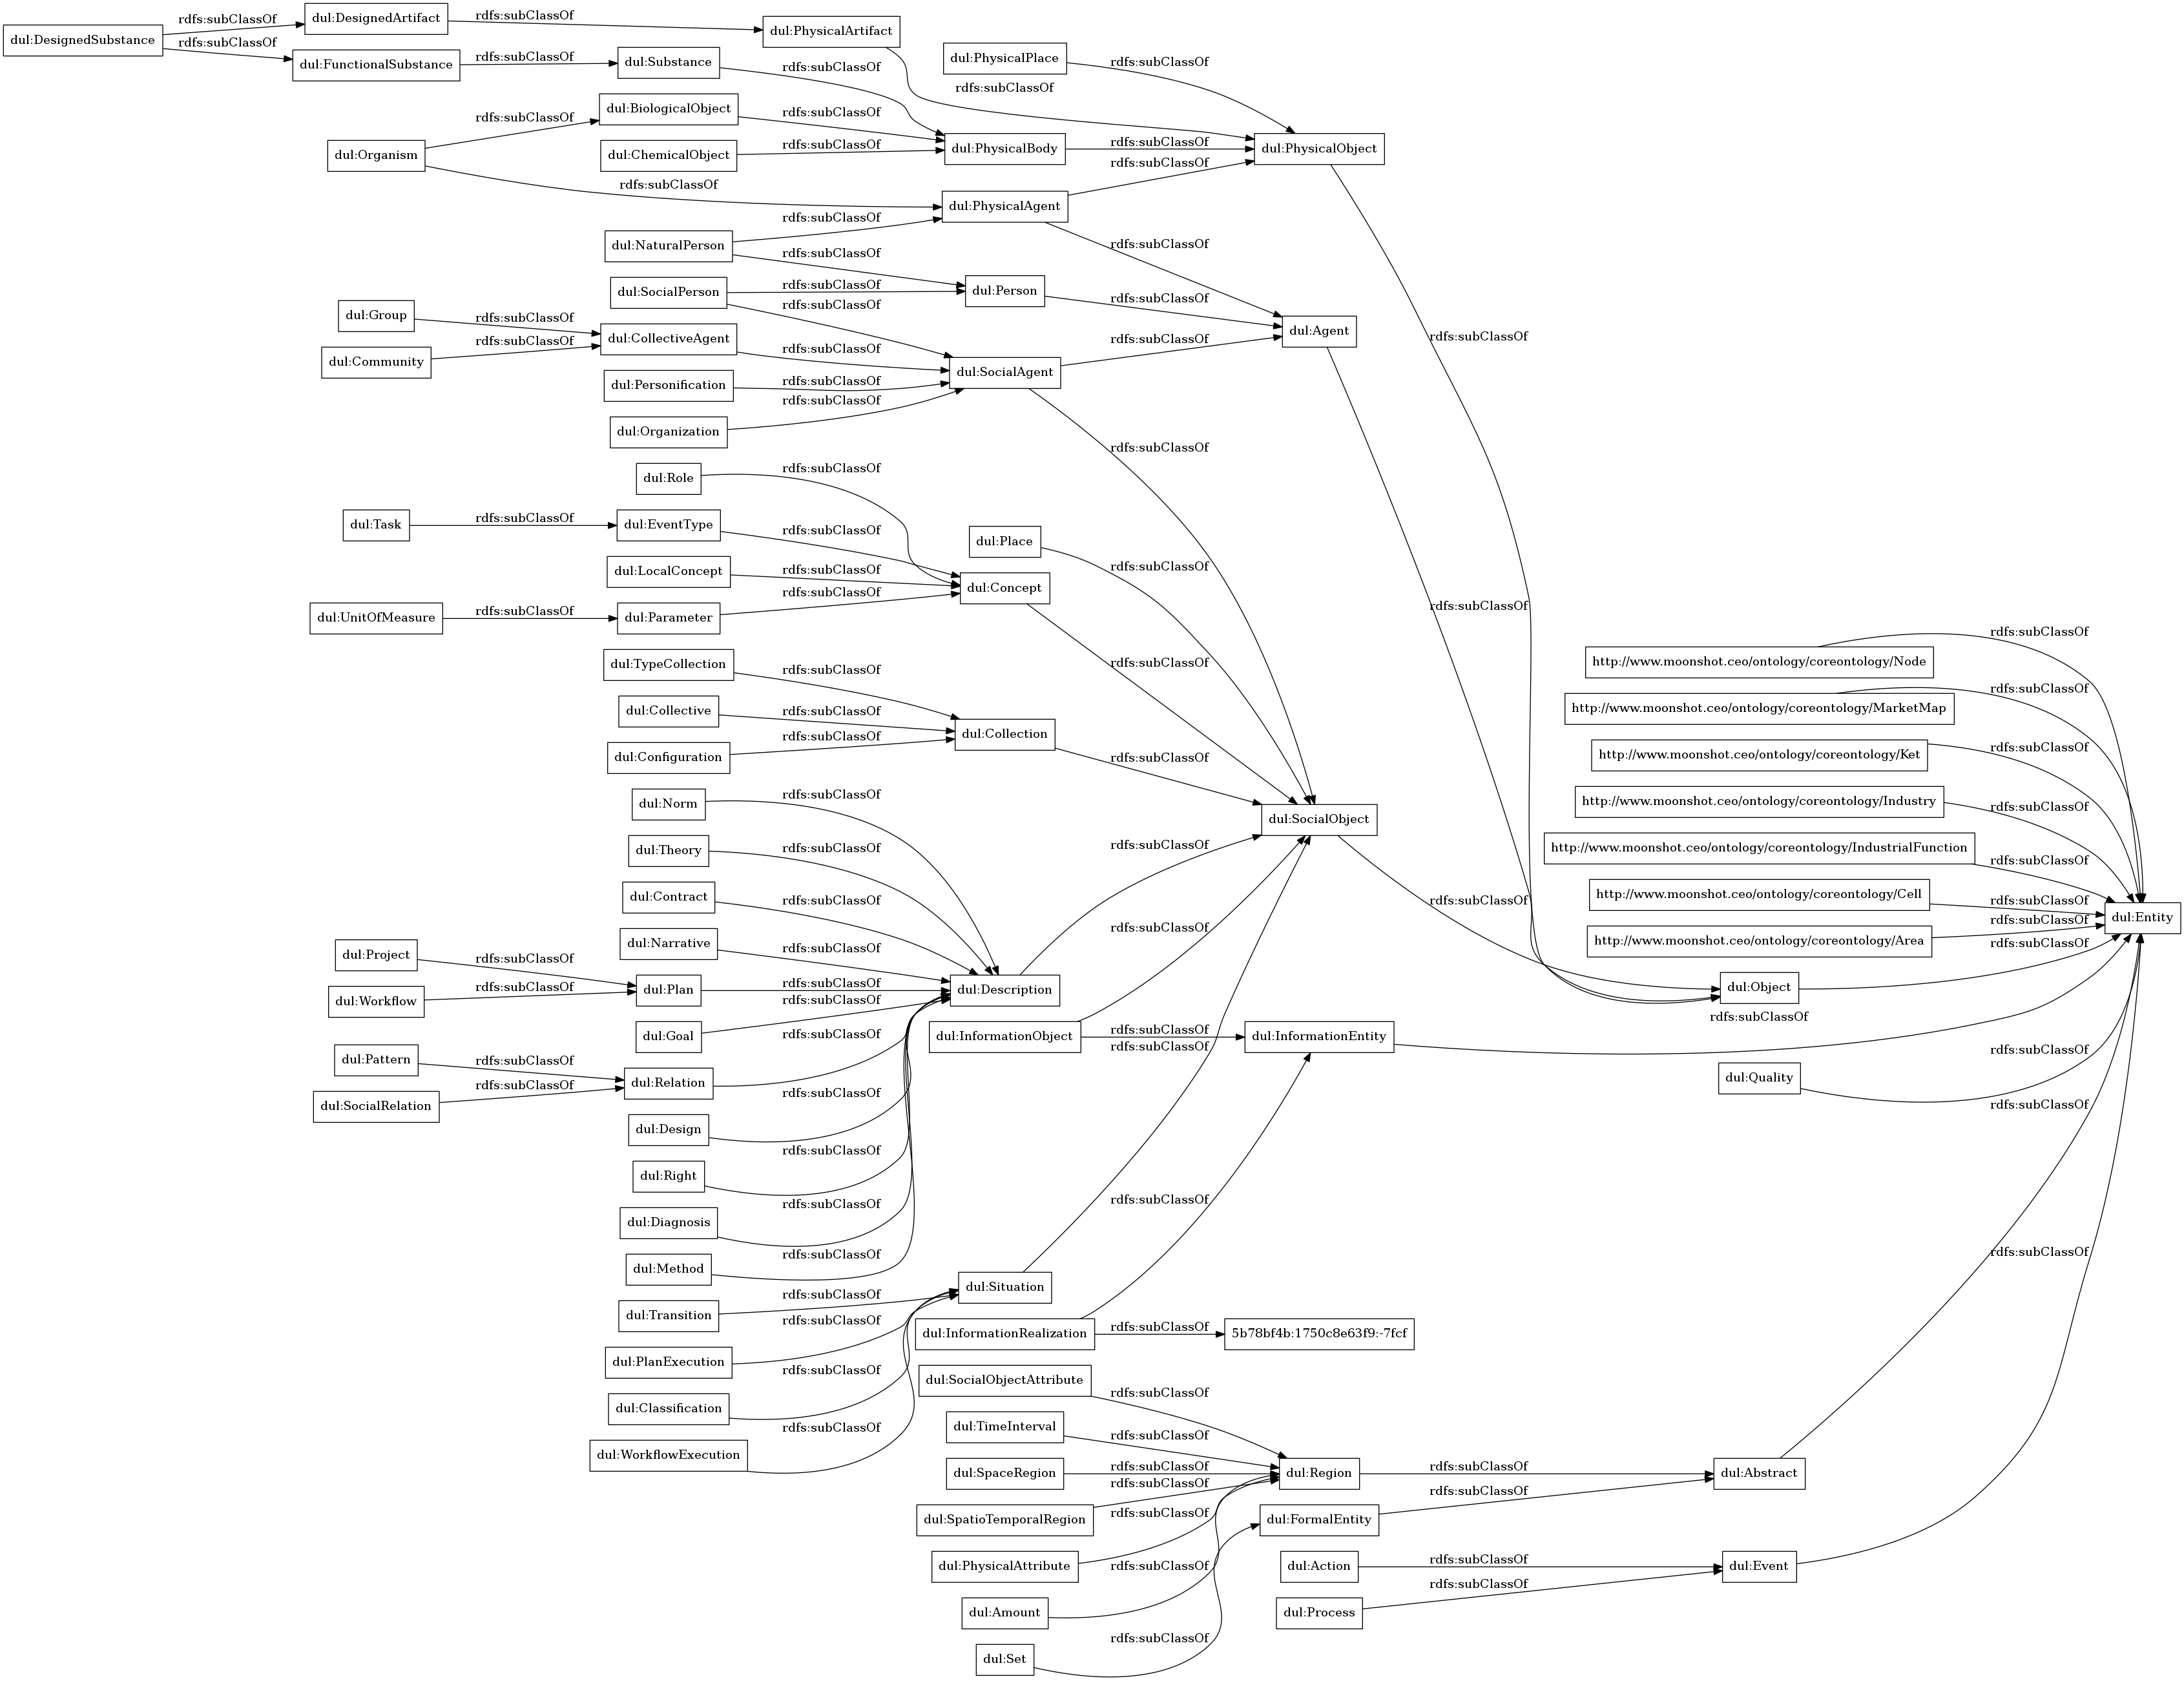 dul:DesignedSubstance
rdfs:subClassOf
rdfs:subClassOf
dul:DesignedArtifact
rdfs:subClassOf
dul:PhysicalArtifact
dul:FunctionalSubstance
rdfs:subClassOf
dul:Substance
rdfs:subClassOf
dul:PhysicalPlace
rdfs:subClassOf
rdfs:subClassOf
dul:BiologicalObject
rdfs:subClassOf
dul:Organism
rdfs:subClassOf
rdfs:subClassOf
dul:ChemicalObject
rdfs:subClassOf
dul:PhysicalBody
rdfs:subClassOf
dul:PhysicalObject
rdfs:subClassOf
dul:PhysicalAgent
rdfs:subClassOf
rdfs:subClassOf
dul:NaturalPerson
rdfs:subClassOf
rdfs:subClassOf
dul:SocialPerson
rdfs:subClassOf
rdfs:subClassOf
dul:Person
rdfs:subClassOf
dul:Agent
rdfs:subClassOf
dul:Group
rdfs:subClassOf
dul:Community
rdfs:subClassOf
dul:CollectiveAgent
rdfs:subClassOf
dul:Personification
rdfs:subClassOf
dul:Organization
rdfs:subClassOf
dul:SocialAgent
rdfs:subClassOf
rdfs:subClassOf
dul:Role
rdfs:subClassOf
dul:Task
rdfs:subClassOf
dul:EventType
rdfs:subClassOf
dul:LocalConcept
rdfs:subClassOf
dul:UnitOfMeasure
rdfs:subClassOf
dul:Parameter
rdfs:subClassOf
dul:Place
rdfs:subClassOf
dul:Concept
rdfs:subClassOf
dul:TypeCollection
rdfs:subClassOf
dul:Collective
rdfs:subClassOf
dul:Configuration
rdfs:subClassOf
dul:Collection
rdfs:subClassOf
dul:SocialObject
rdfs:subClassOf
dul:Norm
rdfs:subClassOf
dul:Theory
rdfs:subClassOf
dul:Contract
rdfs:subClassOf
dul:Narrative
rdfs:subClassOf
dul:Project
rdfs:subClassOf
dul:Workflow
rdfs:subClassOf
dul:Plan
rdfs:subClassOf
dul:Goal
rdfs:subClassOf
dul:Description
rdfs:subClassOf
dul:Pattern
rdfs:subClassOf
dul:SocialRelation
rdfs:subClassOf
dul:Relation
rdfs:subClassOf
dul:Design
rdfs:subClassOf
dul:Right
rdfs:subClassOf
dul:Diagnosis
rdfs:subClassOf
dul:Method
rdfs:subClassOf
dul:InformationObject
rdfs:subClassOf
rdfs:subClassOf
dul:InformationEntity
rdfs:subClassOf
dul:Transition
rdfs:subClassOf
dul:PlanExecution
rdfs:subClassOf
dul:Classification
rdfs:subClassOf
dul:WorkflowExecution
dul:Situation
rdfs:subClassOf
dul:InformationRealization
rdfs:subClassOf
rdfs:subClassOf
5b78bf4b:1750c8e63f9:-7fcf
dul:SocialObjectAttribute
rdfs:subClassOf
dul:TimeInterval
rdfs:subClassOf
dul:SpaceRegion
rdfs:subClassOf
dul:SpatioTemporalRegion
rdfs:subClassOf
dul:PhysicalAttribute
rdfs:subClassOf
dul:Amount
rdfs:subClassOf
dul:Set
rdfs:subClassOf
dul:Region
rdfs:subClassOf
dul:FormalEntity
rdfs:subClassOf
dul:Action
rdfs:subClassOf
dul:Process
rdfs:subClassOf
http://www.moonshot.ceo/ontology/coreontology/Node
rdfs:subClassOf
http://www.moonshot.ceo/ontology/coreontology/MarketMap
rdfs:subClassOf
http://www.moonshot.ceo/ontology/coreontology/Ket
rdfs:subClassOf
http://www.moonshot.ceo/ontology/coreontology/Industry
rdfs:subClassOf
http://www.moonshot.ceo/ontology/coreontology/IndustrialFunction
rdfs:subClassOf
http://www.moonshot.ceo/ontology/coreontology/Cell
rdfs:subClassOf
http://www.moonshot.ceo/ontology/coreontology/Area
rdfs:subClassOf
dul:Object
rdfs:subClassOf
dul:Quality
rdfs:subClassOf
dul:Abstract
rdfs:subClassOf
dul:Event
rdfs:subClassOf
dul:Entity